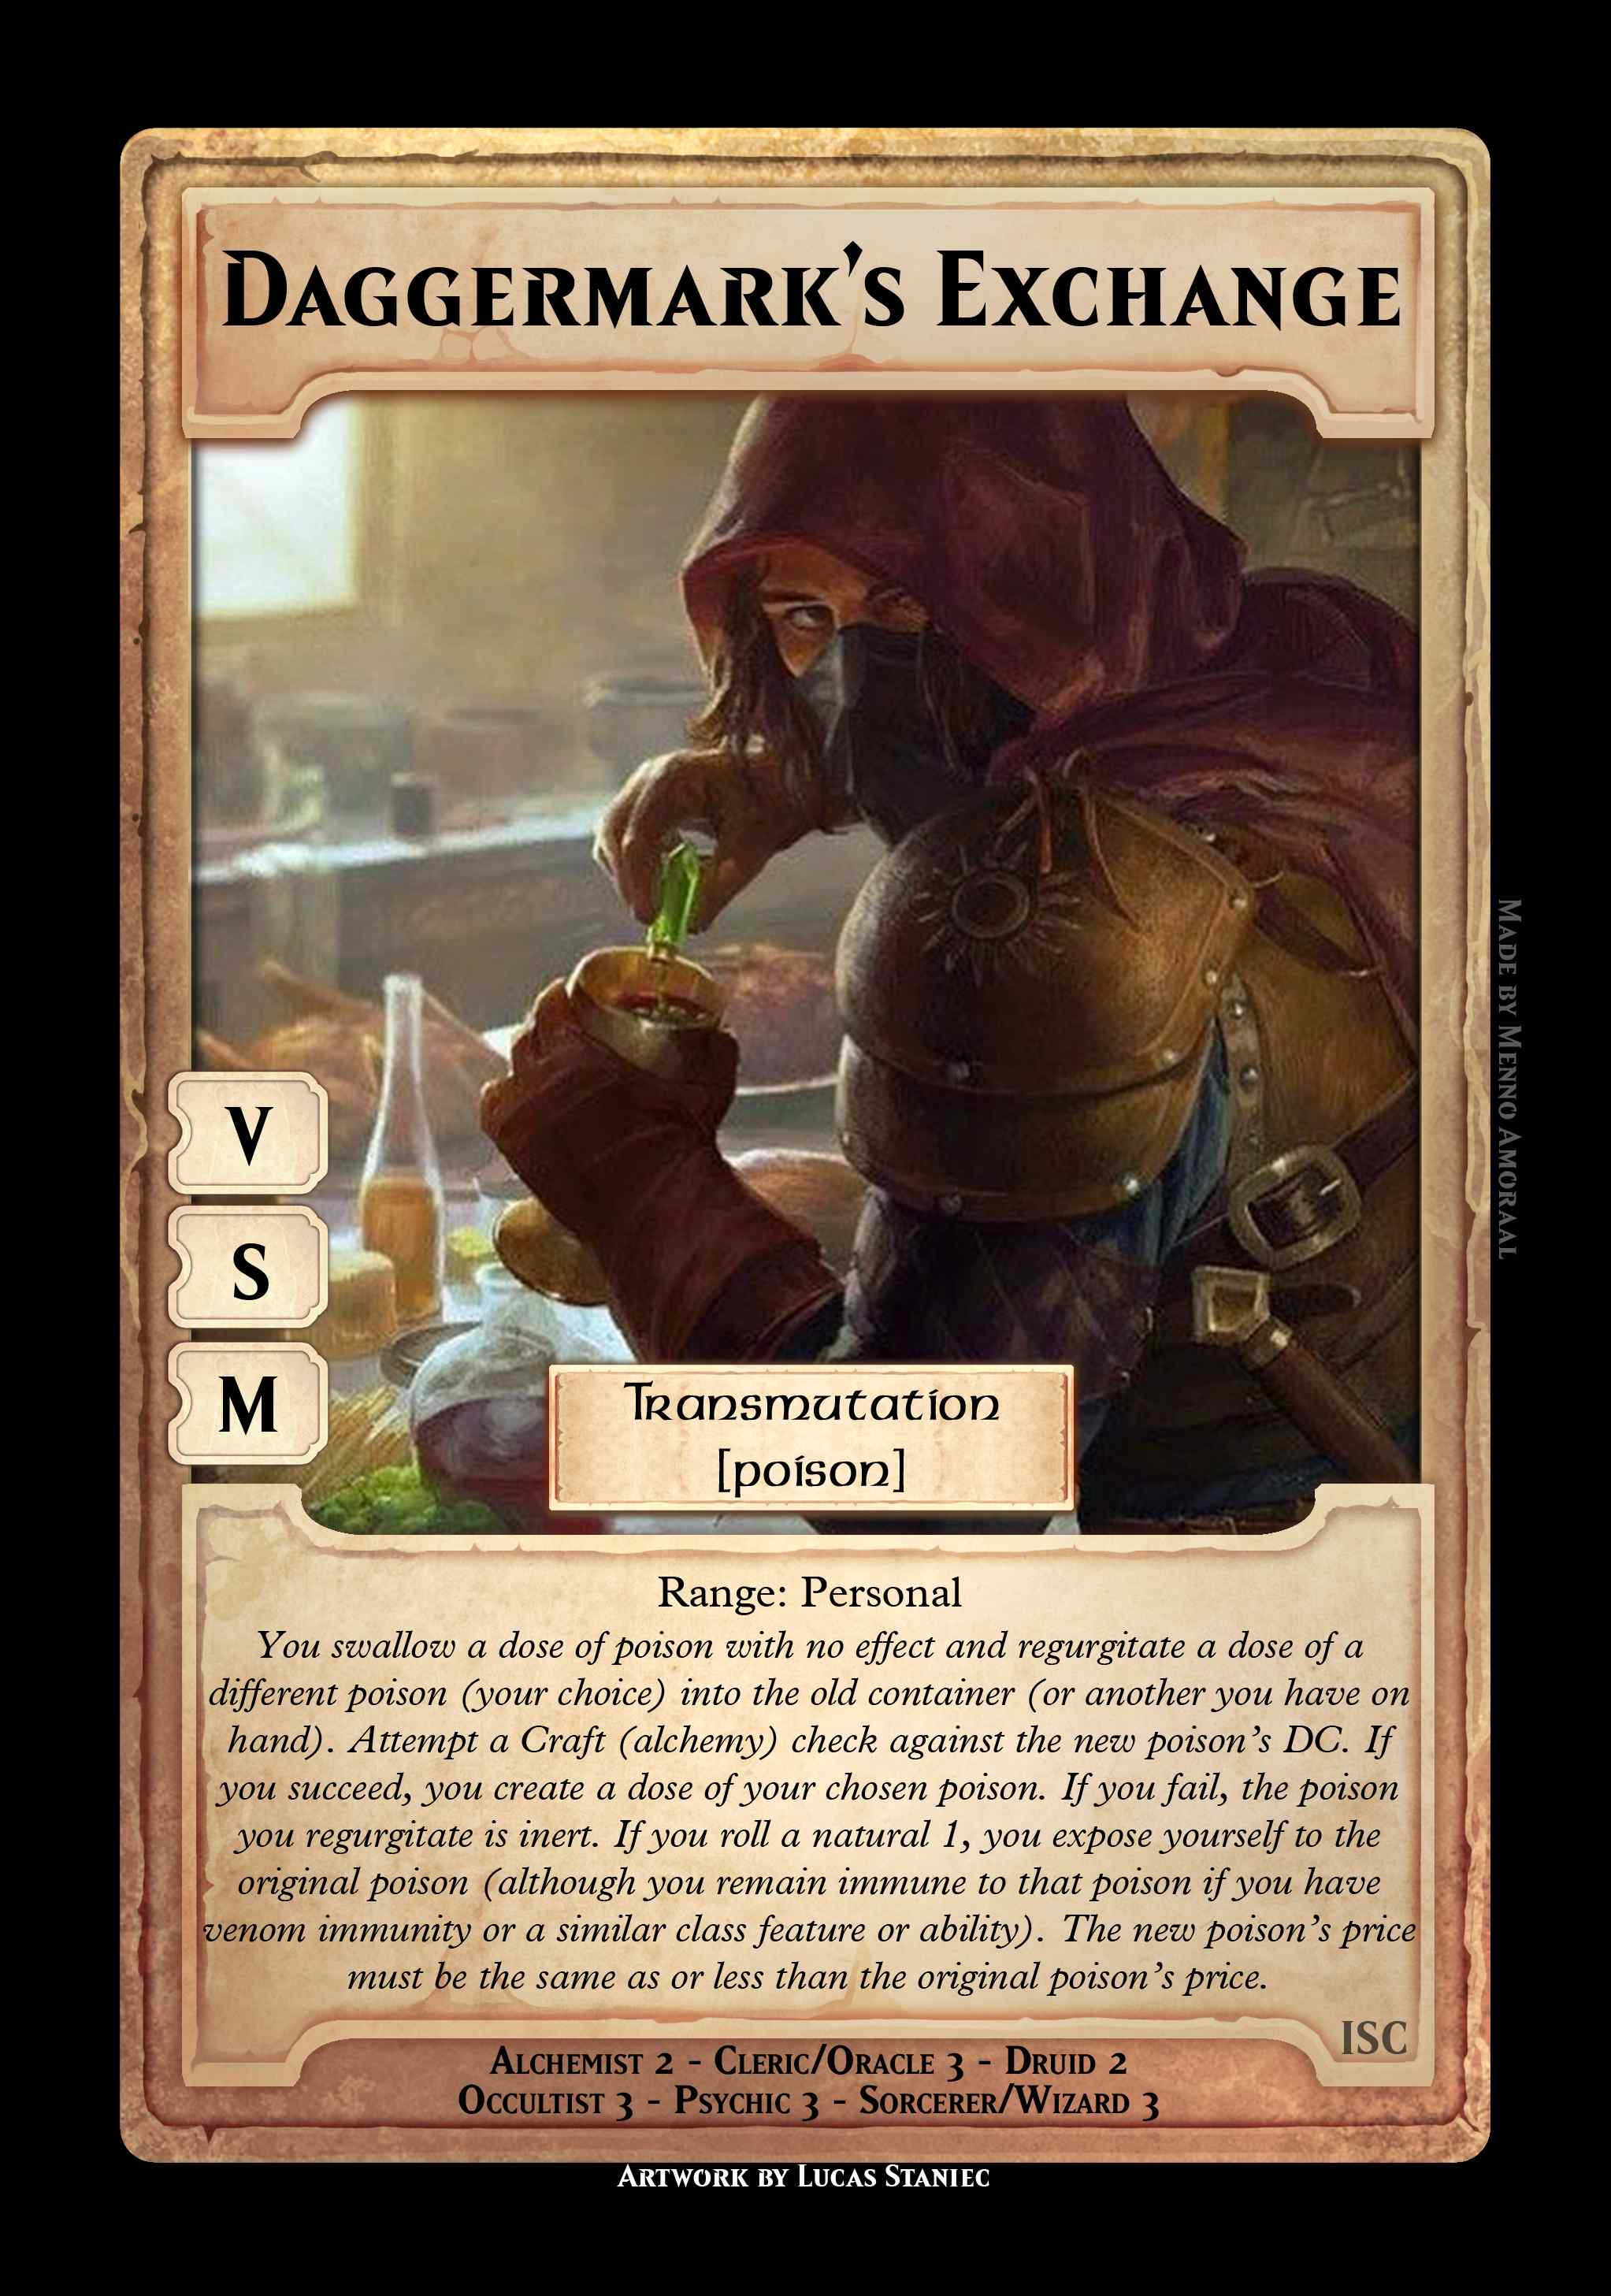 Daggermark's Exchange
V
S
M
Transmutation
[poison]
Range: Personal
You swallow a dose of poison with no effect and regurgitate a dose of a
different poison (your choice) into the old container (or another you have on
hand). Attempt a Craft (alchemy) check against the new poison's DC. If
you succeed, you create a dose of your chosen poison. If you fail, the poison
you regurgitate is inert. If you roll a natural 1, you expose yourself to the
original poison (although you remain immune to that poison if you have
venom immunity or a similar class feature or ability). The new poison's price
must be the same as or less than the original poison's price.
ISC
Alchemist 2 - Cleric/Oracle 3 - Druid 2
Occultist 3 - Psychic 3 - Sorcerer/Wizard 3
Artwork by Lucas Staniec
Made by Menno Amoraal